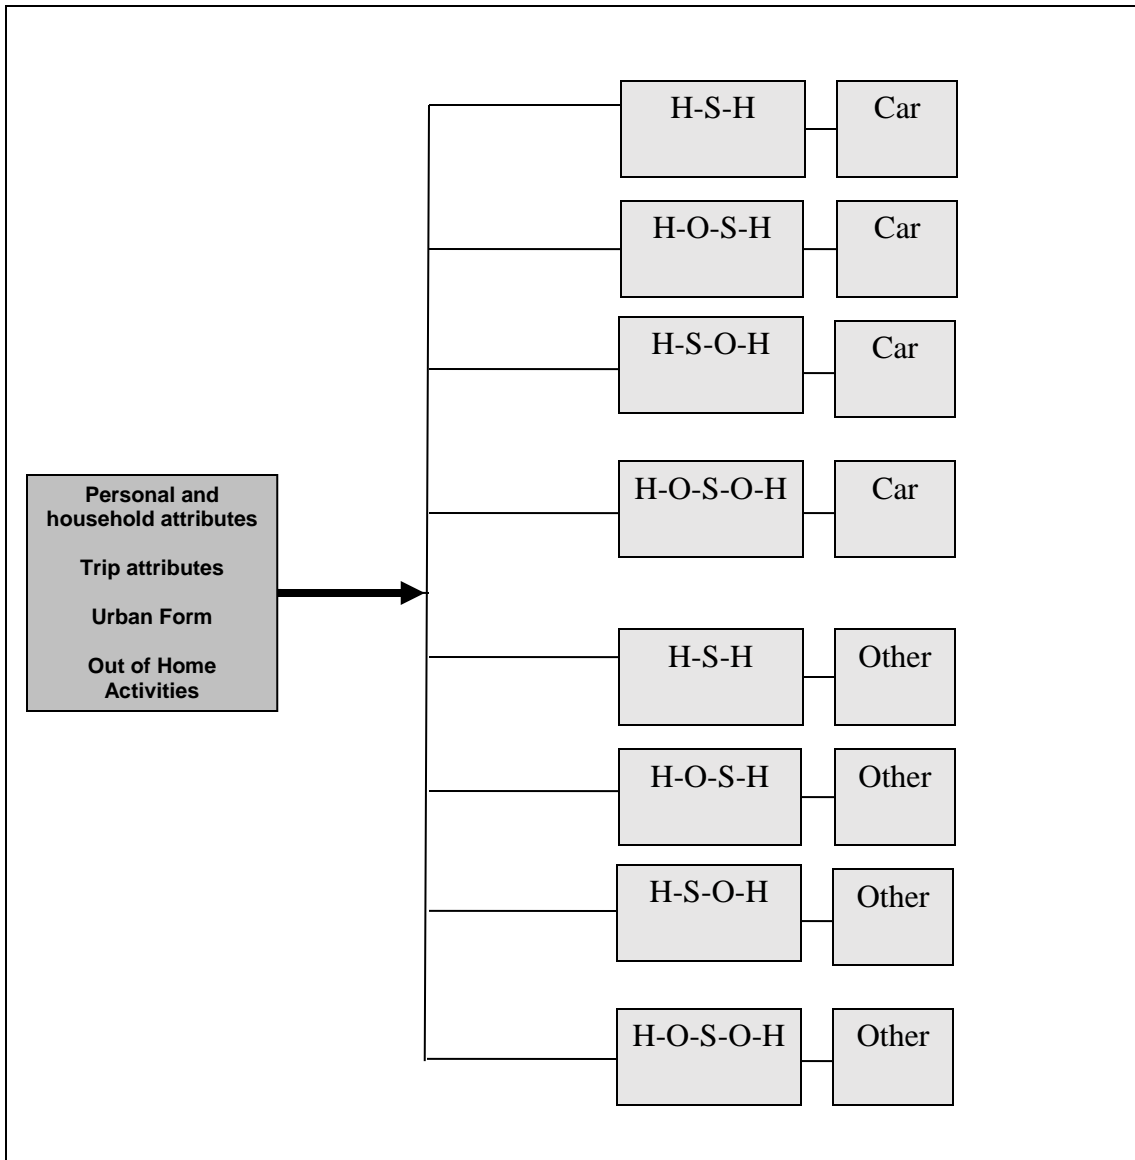 H-S-H Car
H-O-S-H Car
H-S-O-H Car
H-O-S-O-H Car
Personal and
household attributes
Trip attributes
Urban Form
Out of Home
Activities
H-S-H Other
H-O-S-H Other
H-S-O-H Other
H-O-S-O-H Other